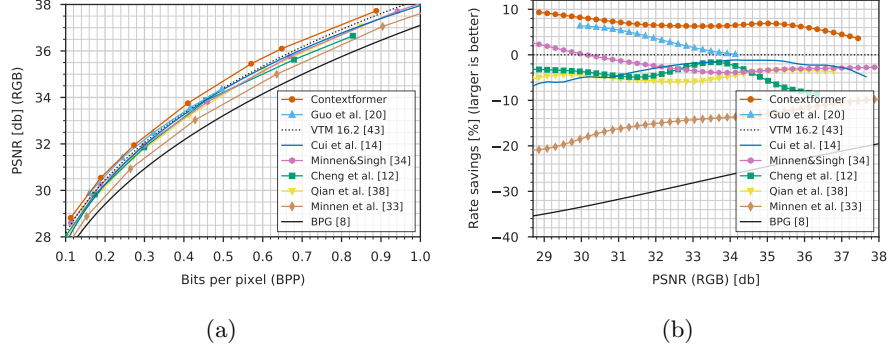 38
36
34
32
30
28
PSNR [db] (RGB)
0.1 0.2 0.3 0.4 0.5 0.6 0.7 0.8 0.9 1.0
Bits per pixel (BPP)
Contextformer
Guo et al. [20]
VTM 16.2 [43]
Cui et al. [14]
Minnen&Singh [34]
Cheng et al. [12]
Qian et al. [38]
Minnen et al. [33]
BPG [8]
(a)
10
0
−10
−20
−30
−40
Rate savings [%] (larger is better)
29 30 31 32 33 34 35 36 37 38
PSNR (RGB) [db]
Contextformer
Guo et al. [20]
VTM 16.2 [43]
Cui et al. [14]
Minnen&Singh [34]
Cheng et al. [12]
Qian et al. [38]
Minnen et al. [33]
BPG [8]
(b)